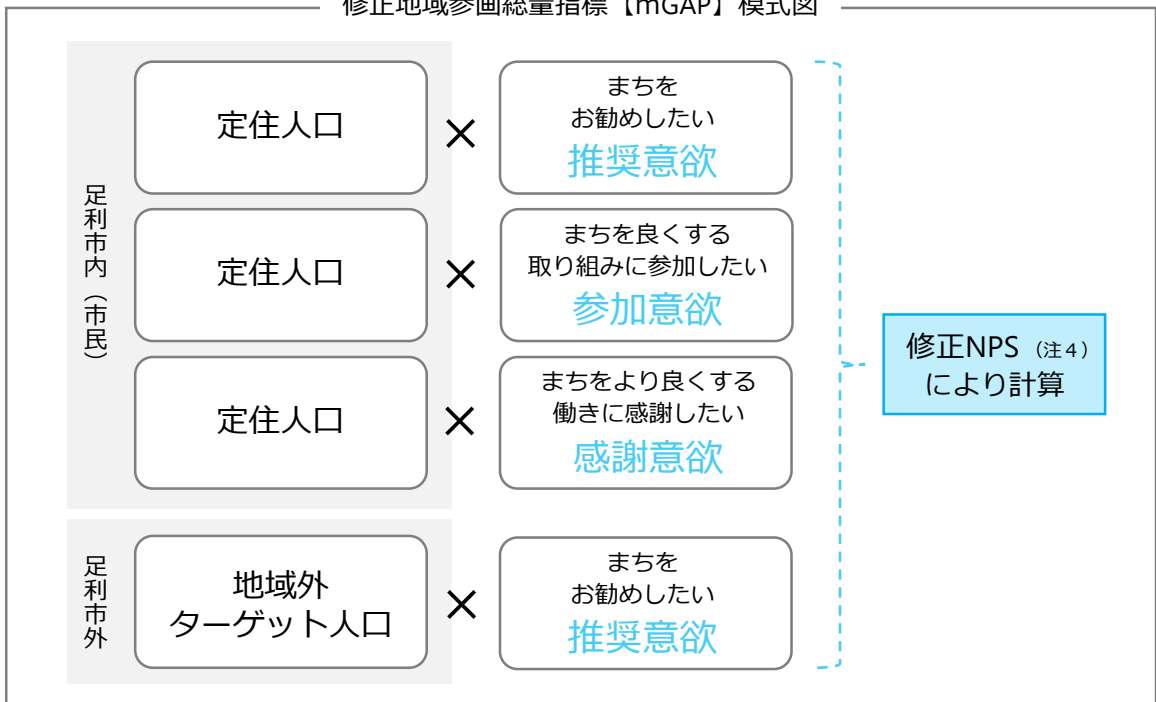 修正地域参画総量指標【mGAP】模式図
足利市内（市民）
定住人口
×
まちを
お勧めしたい
推奨意欲
定住人口
×
まちを良くする
取り組みに参加したい
参加意欲
定住人口
×
まちをより良くする
働きに感謝したい
感謝意欲
足利市外
地域外
ターゲット人口
×
まちを
お勧めしたい
推奨意欲
修正NPS（注４）
により計算